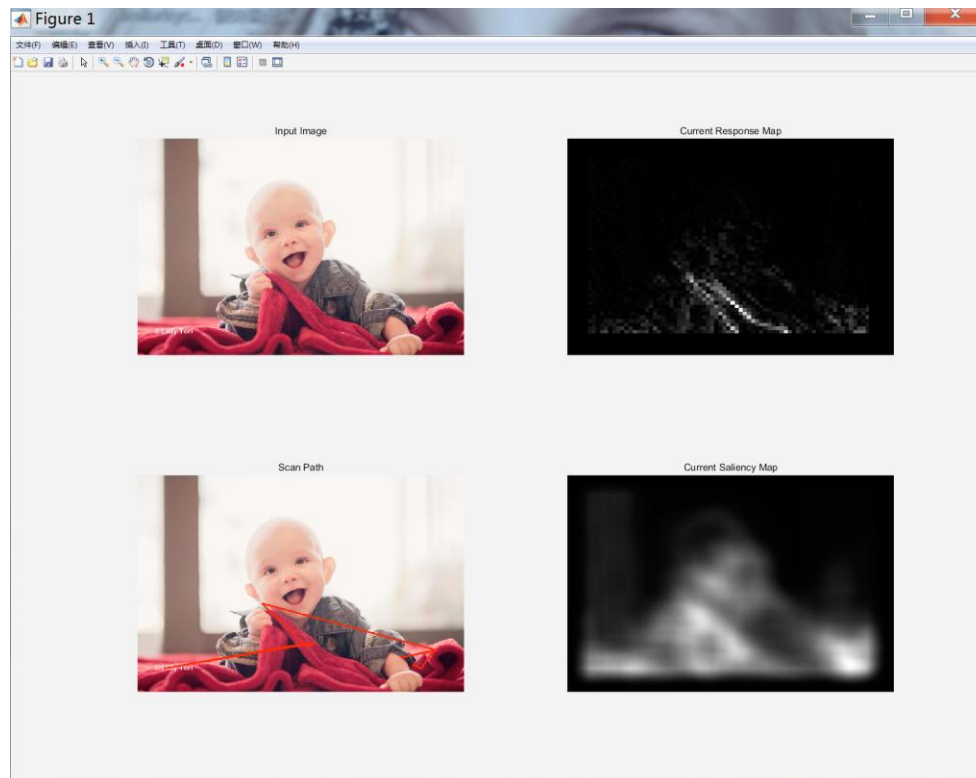 Figure 1
文件(F) 编辑(E) 查看(V) 插入(I) 工具(T) 桌面(D) 窗口(W) 帮助(H)
Input Image
Current Response Map
Scan Path
Current Saliency Map